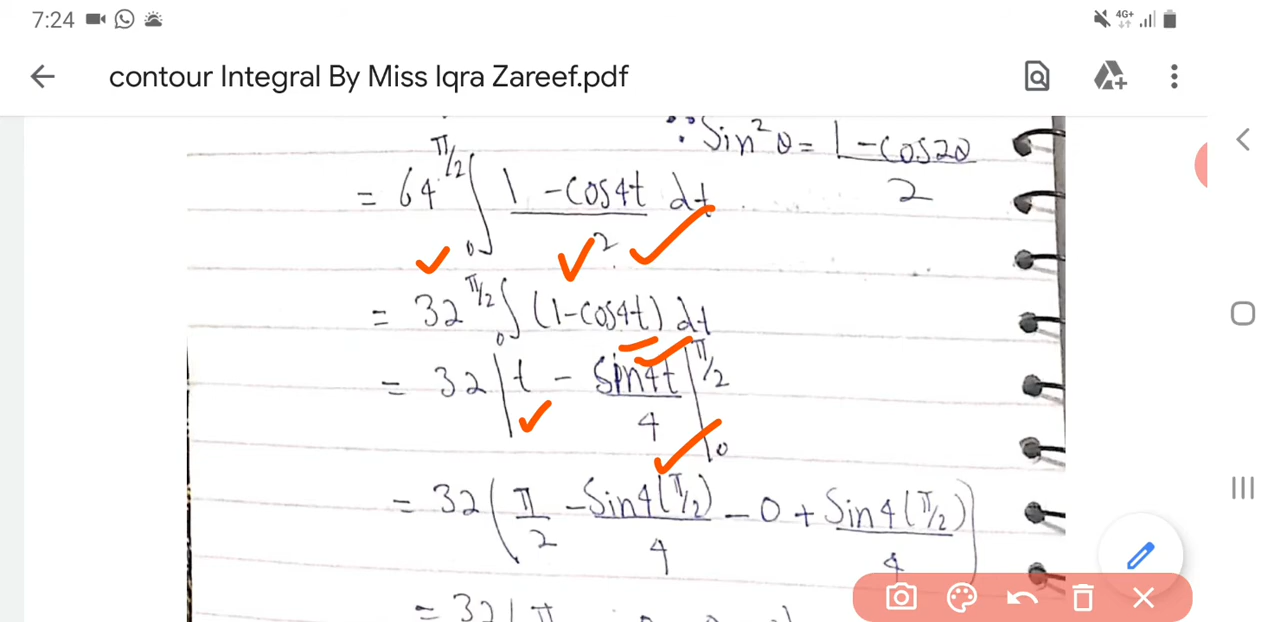 7:24
4G+
contour Integral By Miss Iqra Zareef.pdf
∵ Sin²θ = 1-cos2θ / 2
= 64 ∫₀^{π/2} 1-cos4t / 2 dt
= 32 ∫₀^{π/2} (1-cos4t) dt
= 32 | t - Sin4t / 4 |₀^{π/2}
= 32 ( π/2 - Sin4(π/2) / 4 - 0 + Sin4(π/2) / 4 )
= 32 ( π